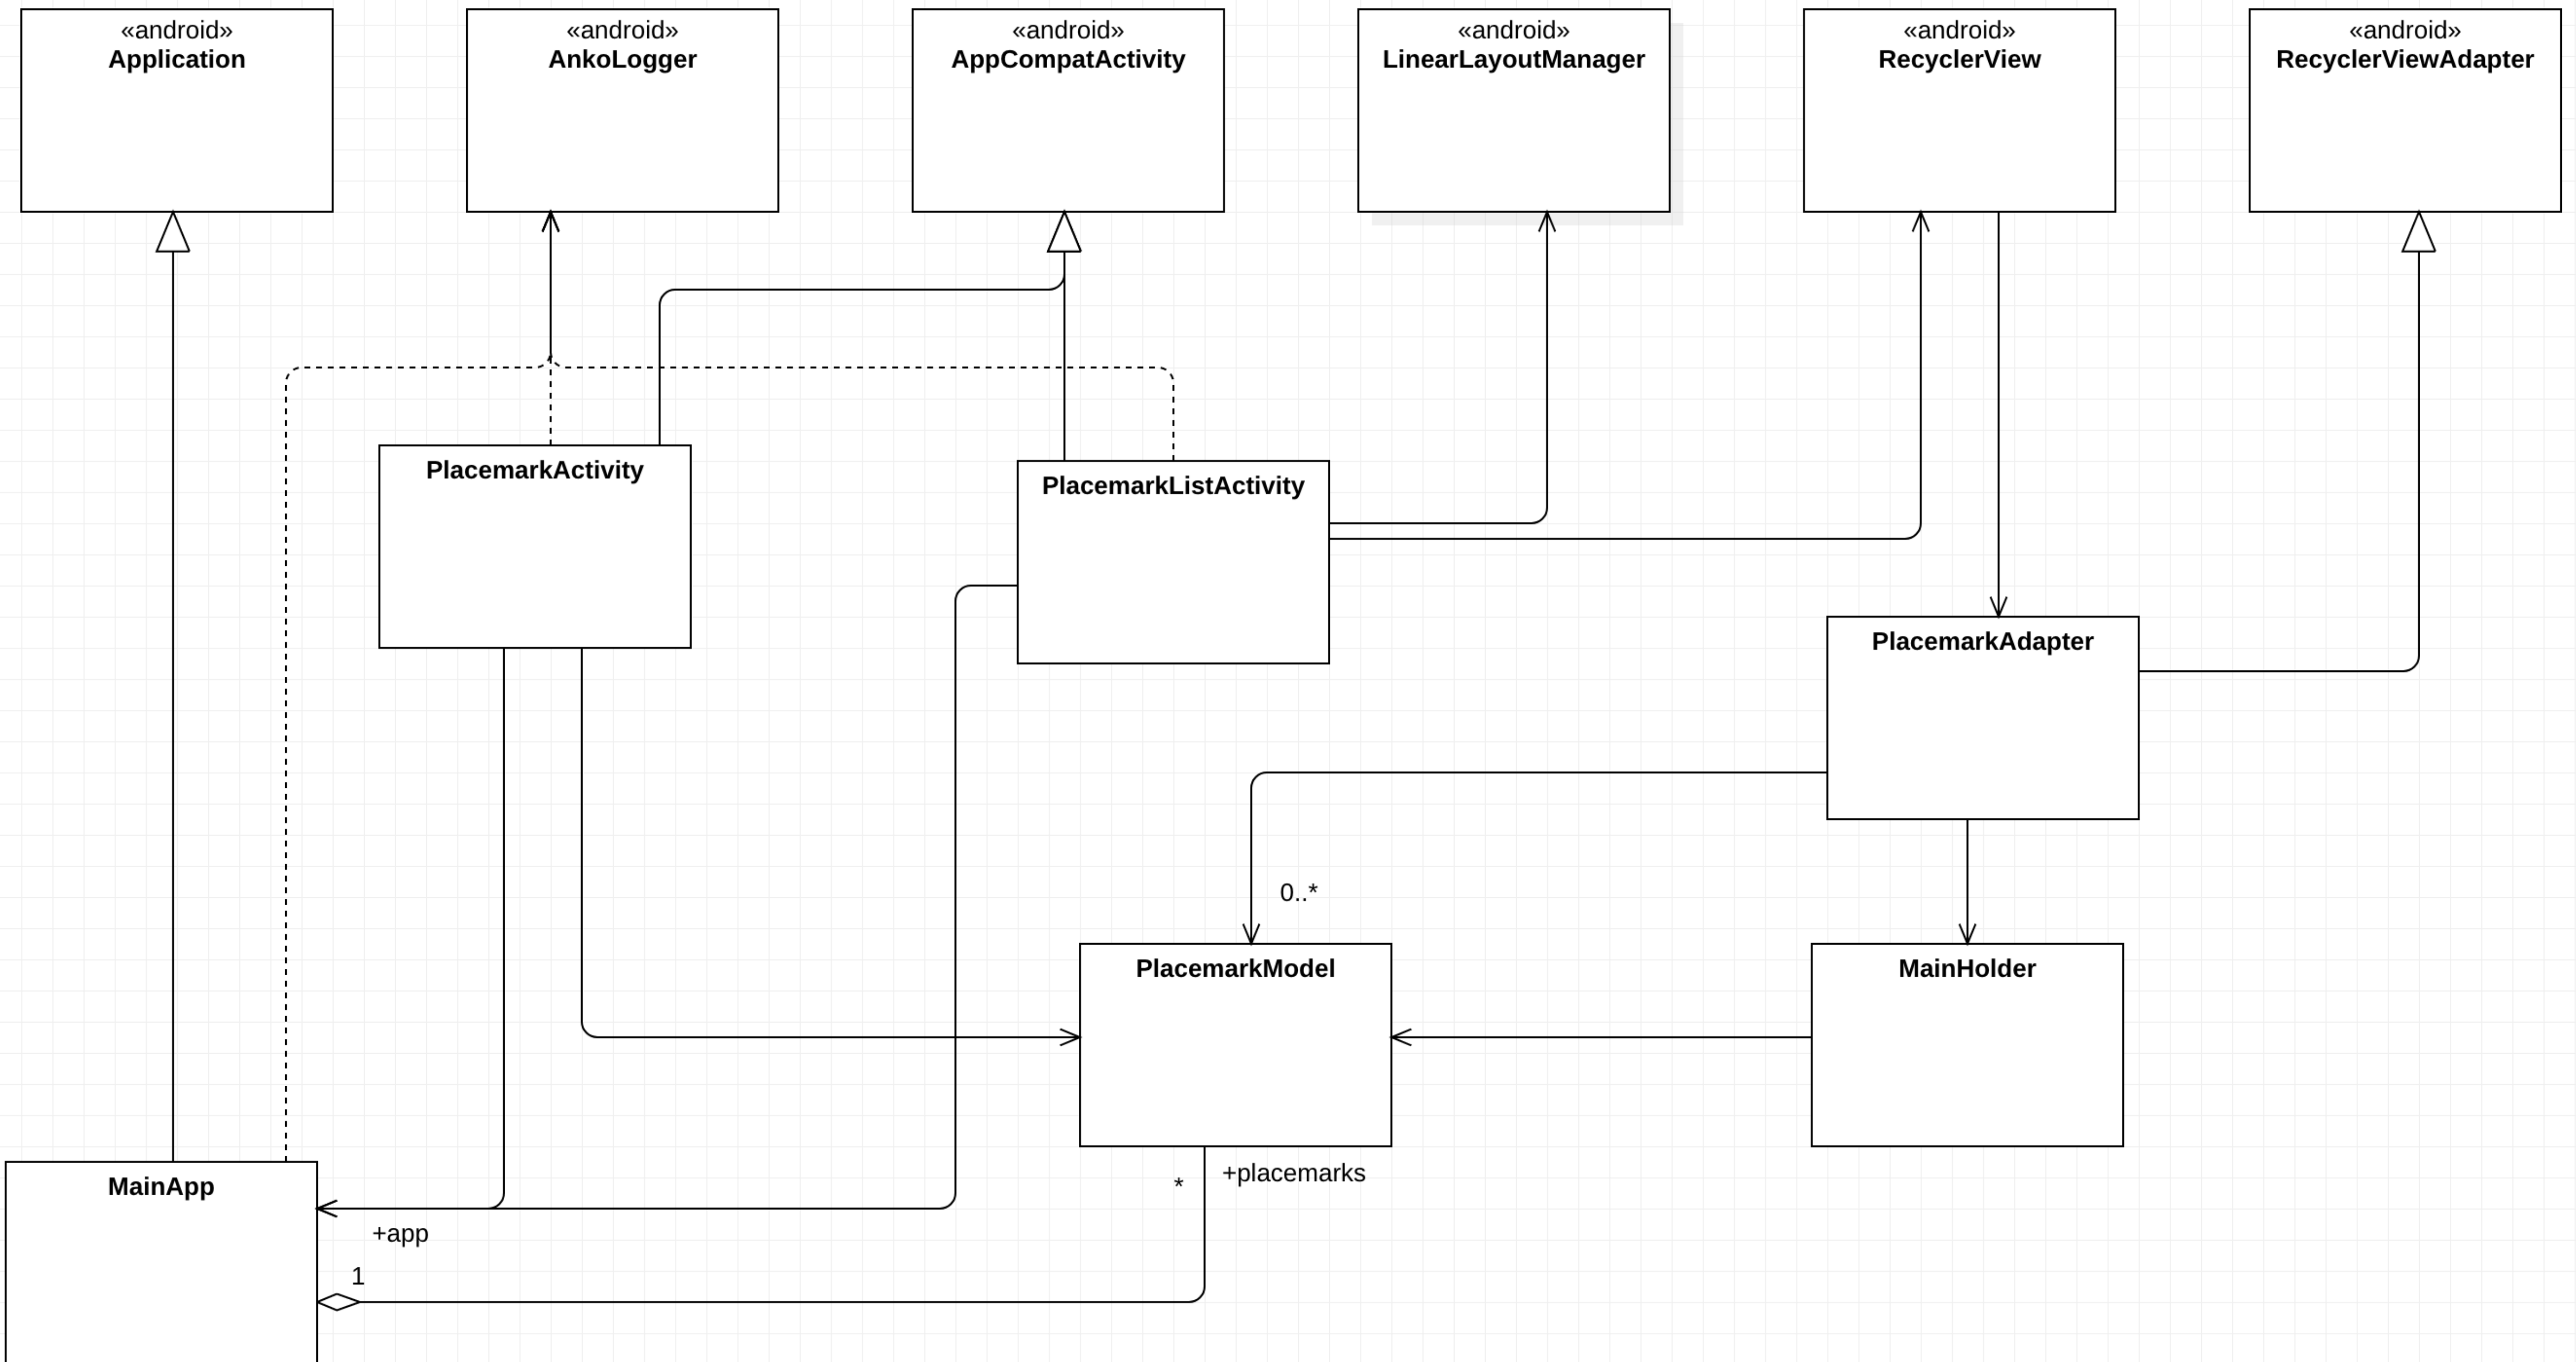 «android»
Application
«android»
AnkoLogger
«android»
AppCompatActivity
«android»
LinearLayoutManager
«android»
RecyclerView
«android»
RecyclerViewAdapter
PlacemarkActivity
PlacemarkListActivity
PlacemarkAdapter
0..*
PlacemarkModel
MainHolder
* +placemarks
MainApp
+app
1